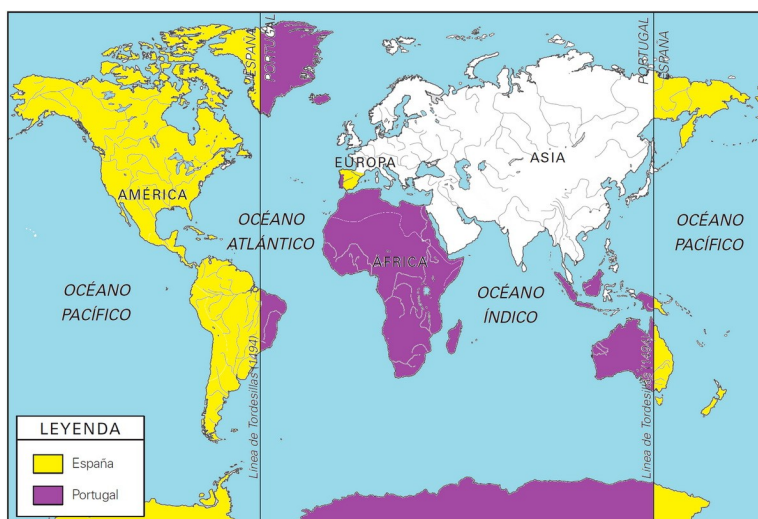 ESPAÑA
PORTUGAL
PORTUGAL
ESPAÑA
EUROPA
ASIA
AMÉRICA
OCÉANO
ATLÁNTICO
OCÉANO
PACÍFICO
ÁFRICA
OCÉANO
PACÍFICO
OCÉANO
ÍNDICO
Línea de Tordesillas (1494)
Línea de Tordesillas (1494)
LEYENDA
España
Portugal